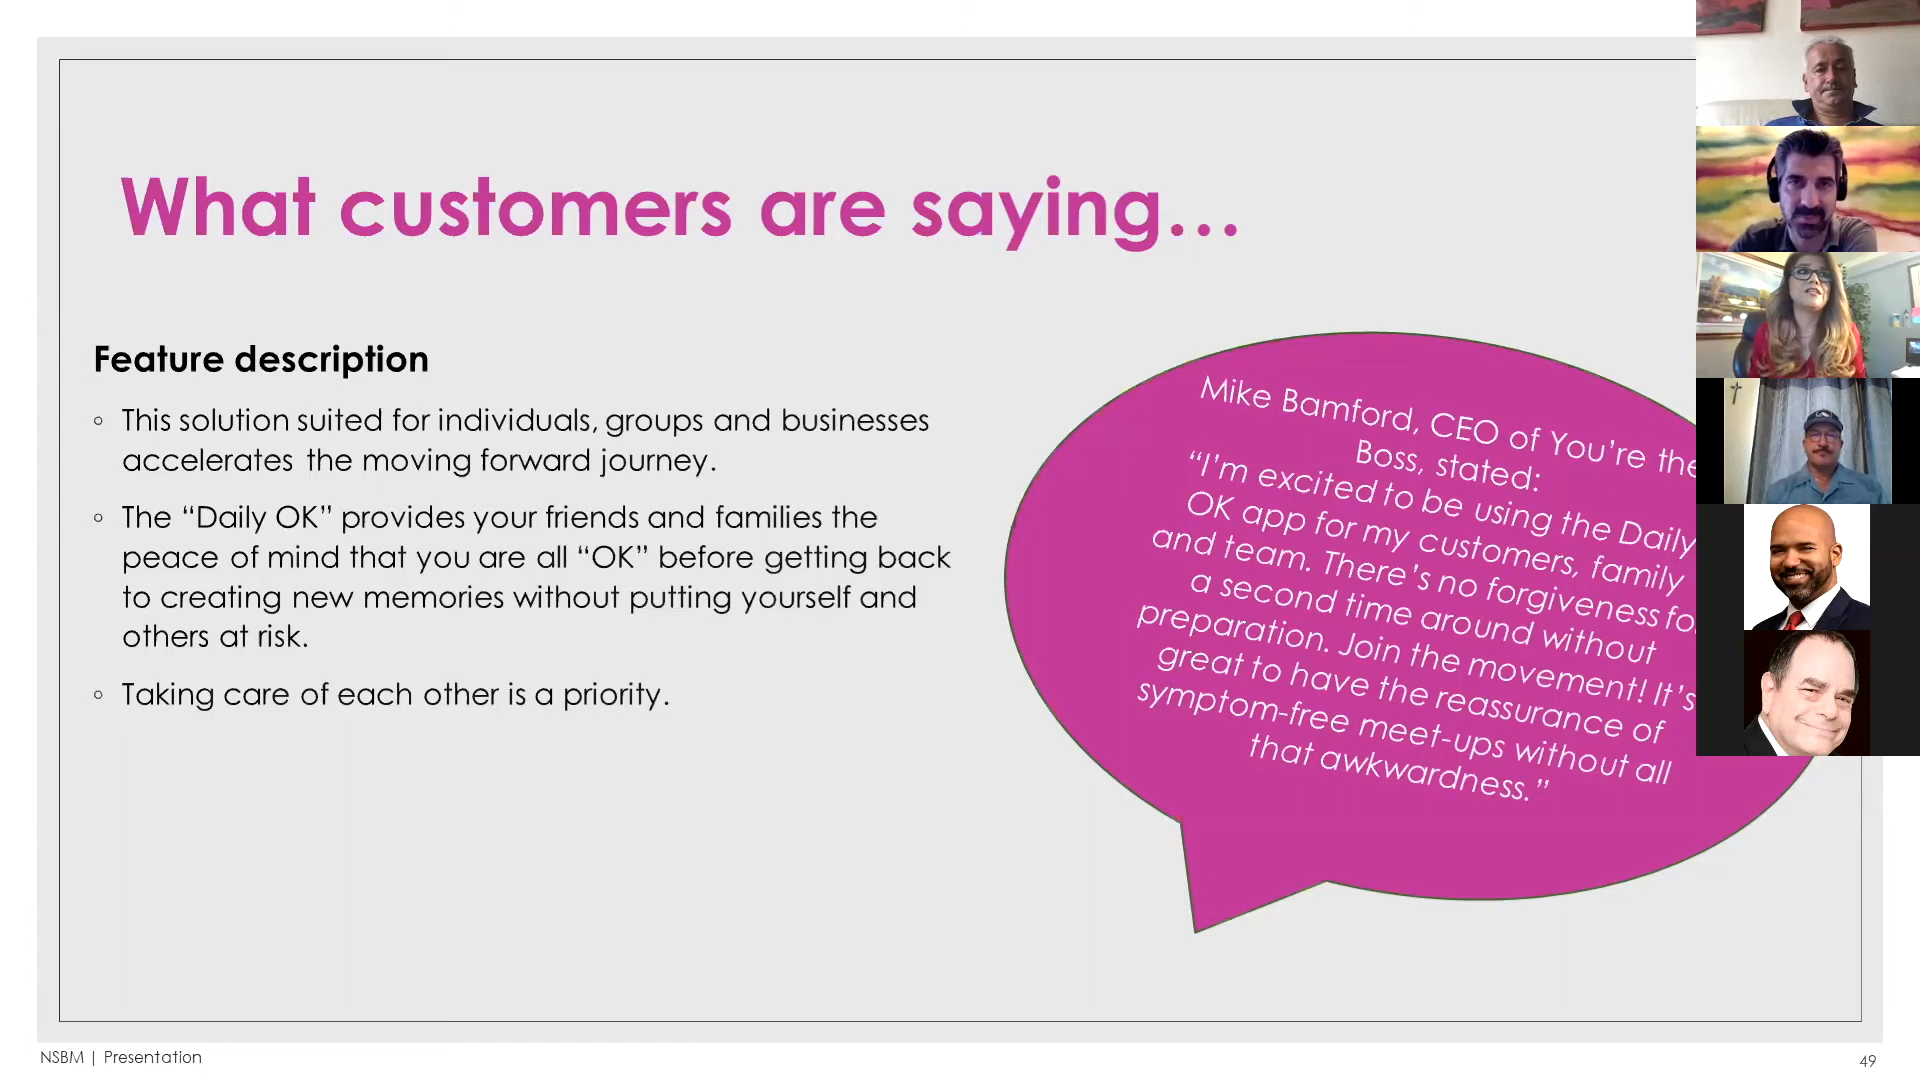 What customers are saying…
Feature description
◦ This solution suited for individuals, groups and businesses
accelerates the moving forward journey.
◦ The “Daily OK” provides your friends and families the
peace of mind that you are all “OK” before getting back
to creating new memories without putting yourself and
others at risk.
◦ Taking care of each other is a priority.
Mike Bamford, CEO of You’re the
Boss, stated:
“I’m excited to be using the Daily
OK app for my customers, family
and team. There’s no forgiveness
a second time around without
preparation. Join the movement! It’s
great to have the reassurance of
symptom-free meet-ups without all
that awkwardness.”
NSBM | Presentation
49